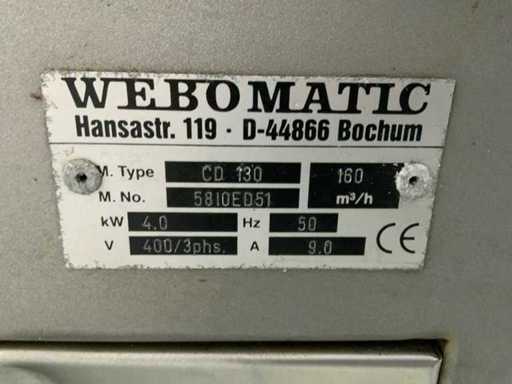 WEBOMATIC
Hansastr. 119 · D-44866 Bochum
M. Type CD 130 160
M. No. 5810ED51 m³/h
kW 4.0 Hz 50
V 400/3phs. A 9.0 CE